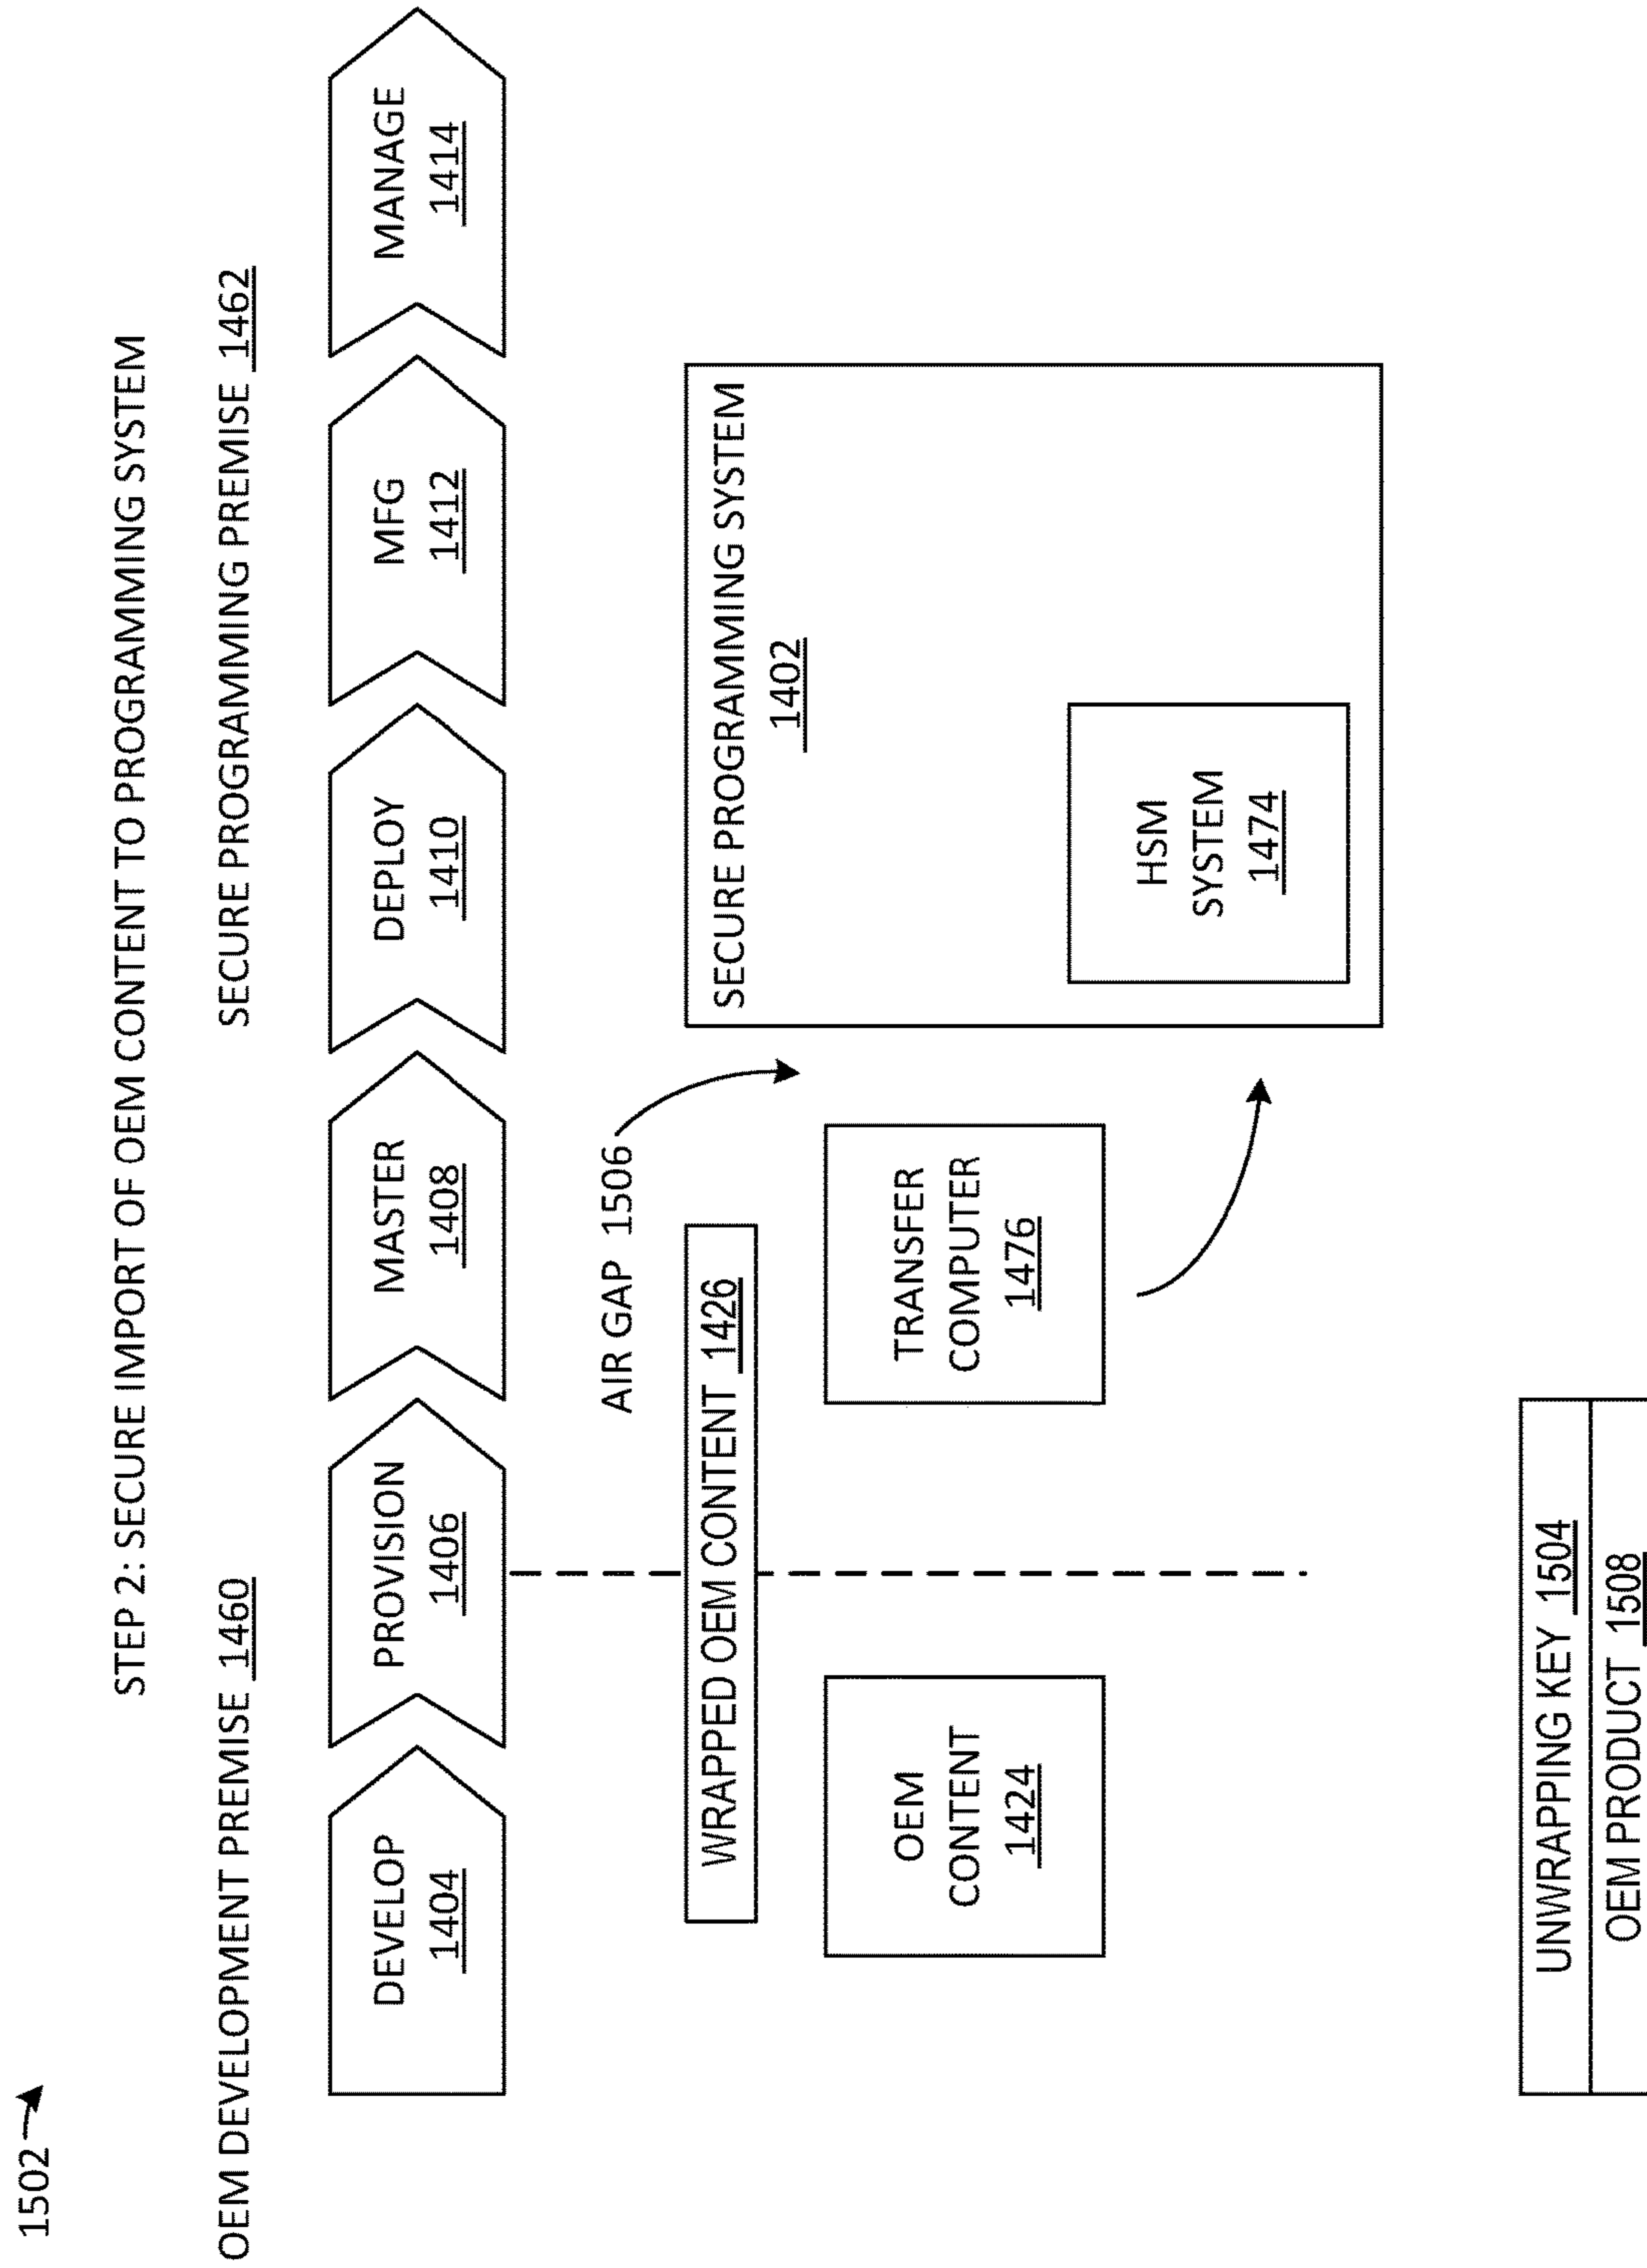 1502
STEP 2: SECURE IMPORT OF OEM CONTENT TO PROGRAMMING SYSTEM
OEM DEVELOPMENT PREMISE 1460
SECURE PROGRAMMING PREMISE 1462
DEVELOP
1404
PROVISION
1406
MASTER
1408
DEPLOY
1410
MFG
1412
MANAGE
1414
AIR GAP 1506
WRAPPED OEM CONTENT 1426
OEM
CONTENT
1424
TRANSFER
COMPUTER
1476
SECURE PROGRAMMING SYSTEM
1402
HSM
SYSTEM
1474
UNWRAPPING KEY 1504
OEM PRODUCT 1508